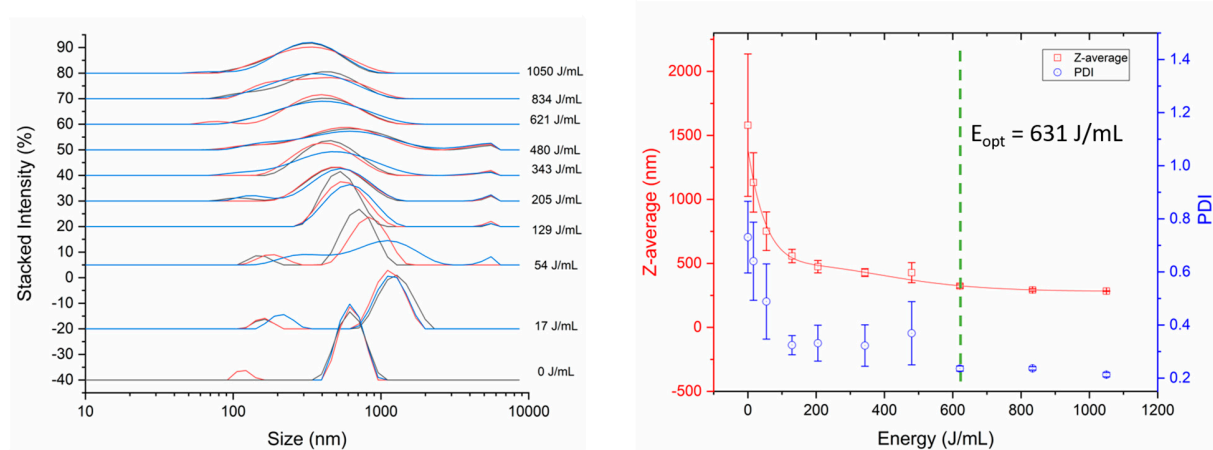 Stacked Intensity (%)
90
80
70
60
50
40
30
20
10
0
-10
-20
-30
-40
1050 J/mL
834 J/mL
621 J/mL
480 J/mL
343 J/mL
205 J/mL
129 J/mL
54 J/mL
17 J/mL
0 J/mL
10
100
1000
10000
Size (nm)
Z-average (nm)
2000
1500
1000
500
0
-500
Z-average
PDI
Eopt = 631 J/mL
1.4
1.2
1.0
0.8
0.6
0.4
0.2
PDI
0
200
400
600
800
1000
1200
Energy (J/mL)